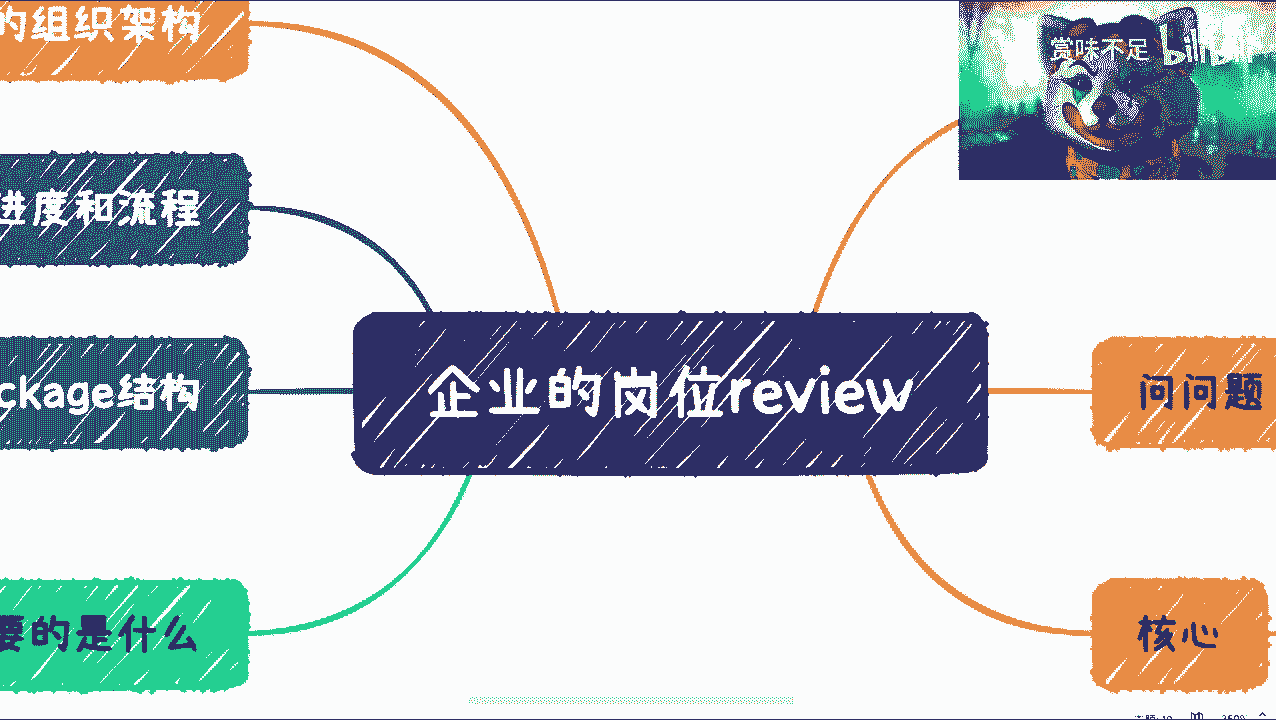 的组织架构
赏味不足 bilibili
进度和流程
企业的岗位review
ckage结构
问问题
要的是什么
核心